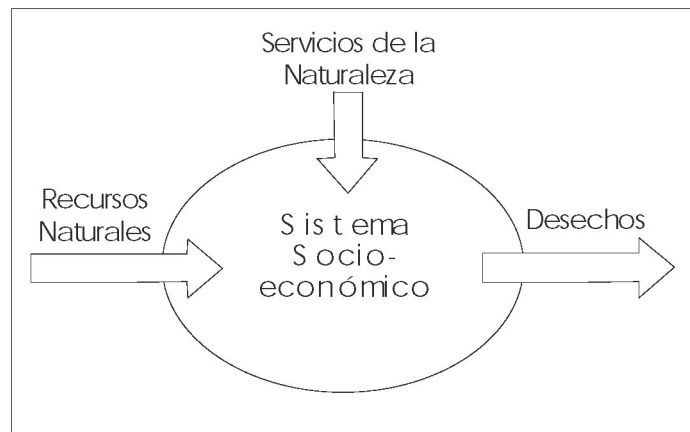 Servicios de la
Naturaleza
Recursos
Naturales
Sistema
Socio-
económico
Desechos